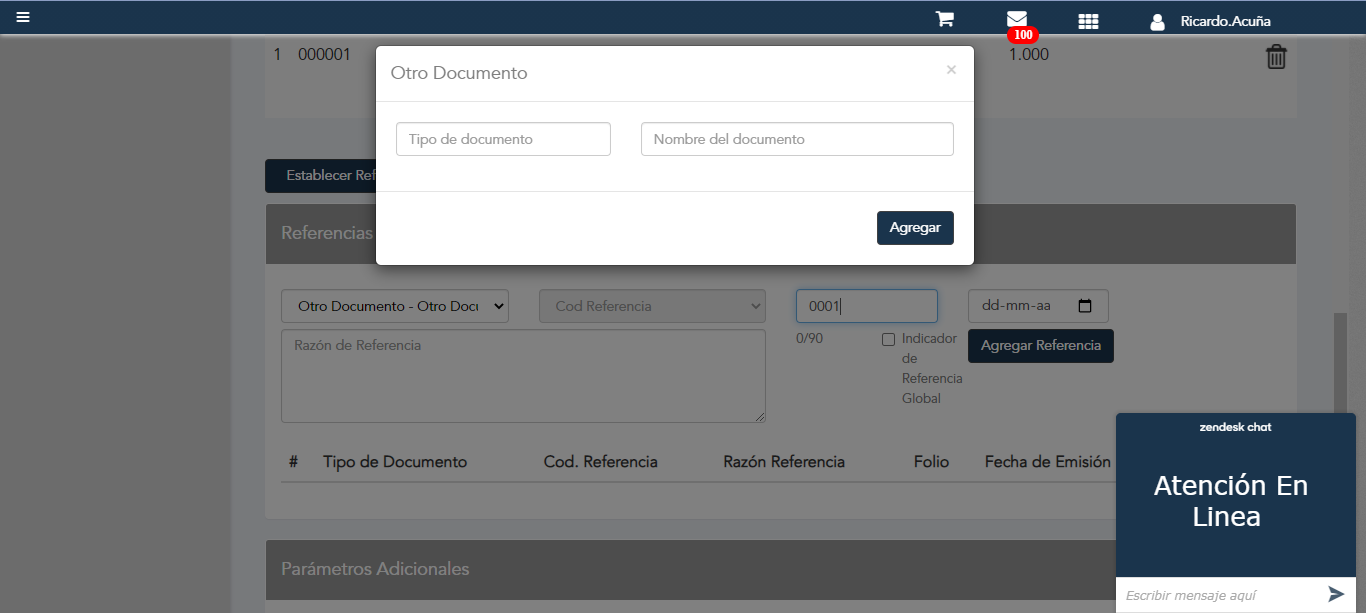 Ricardo.Acuña
100
1 000001 1.000
Otro Documento ×
Tipo de documento Nombre del documento
Establecer Ref
Agregar
Referencias
Otro Documento - Otro Docu Cod Referencia 0001 dd-mm-aa
Razón de Referencia 0/90 Indicador Agregar Referencia
de
Referencia
Global
zendesk chat
# Tipo de Documento Cod. Referencia Razón Referencia Folio Fecha de Emisión
Atención En
Linea
Parámetros Adicionales
Escribir mensaje aquí